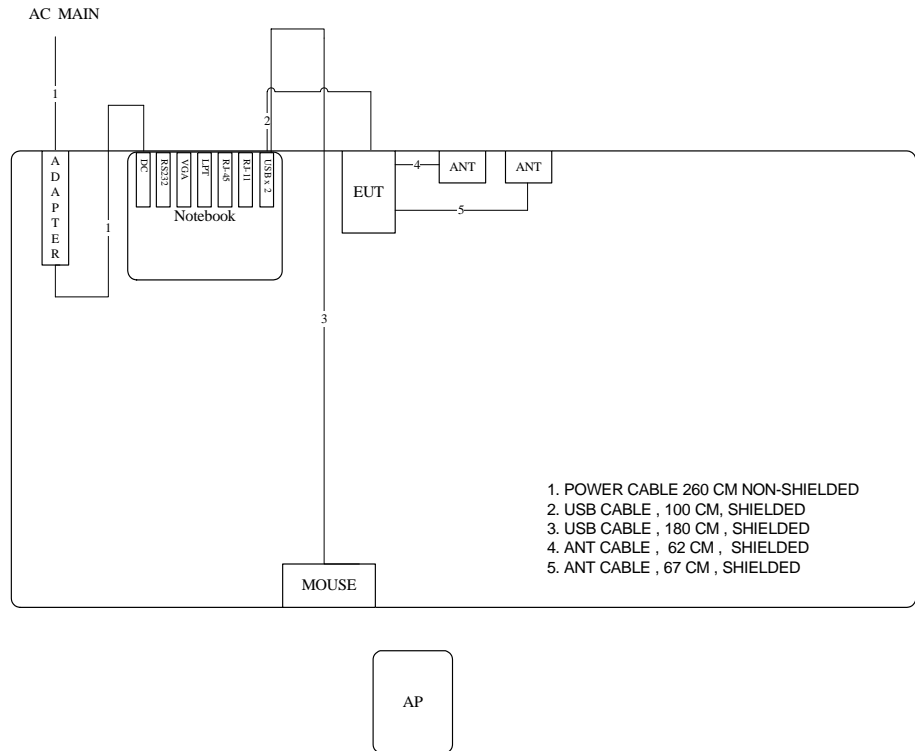 AC MAIN
1
2
1
ADAPTER
DC
RS232
VGA
LPT
RJ-45
RJ-11
USB x 2
Notebook
EUT
4
ANT
ANT
5
3
1. POWER CABLE 260 CM NON-SHIELDED
2. USB CABLE , 100 CM, SHIELDED
3. USB CABLE , 180 CM , SHIELDED
4. ANT CABLE , 62 CM , SHIELDED
5. ANT CABLE , 67 CM , SHIELDED
MOUSE
AP